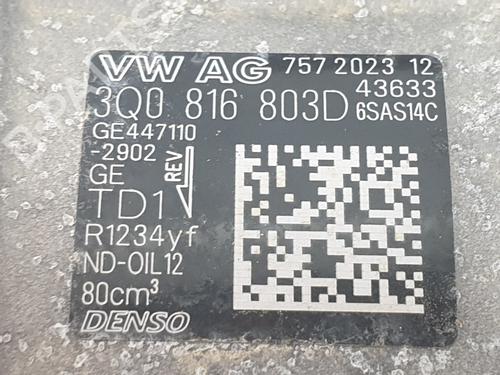 VW AG 757 2023 12
3Q0 816 803D 43633
6SAS14C
GE447110
-2902
GE
REV
TD1
R1234yf
ND-OIL12
80cm³
DENSO